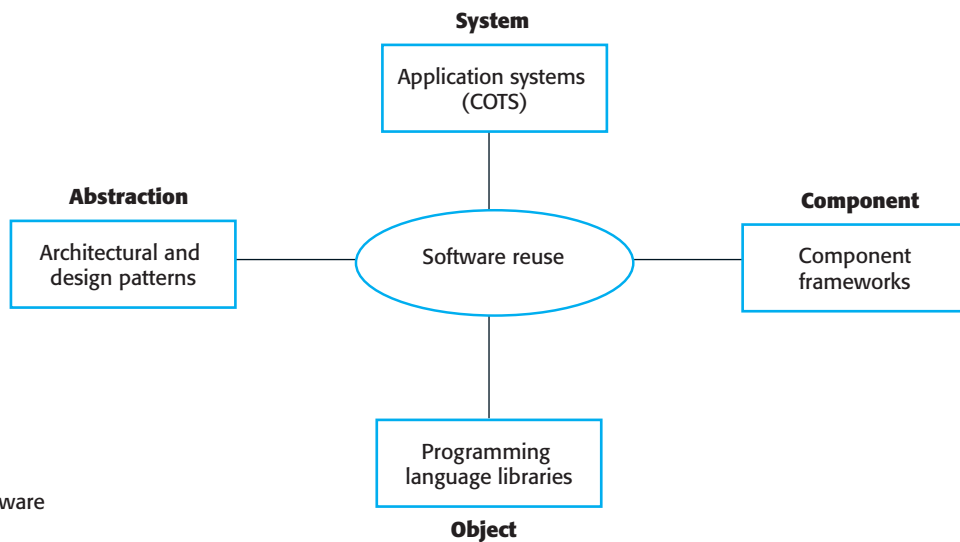 System
Application systems
(COTS)
Abstraction
Architectural and
design patterns
Software reuse
Component
Component
frameworks
Programming
language libraries
Object
ware